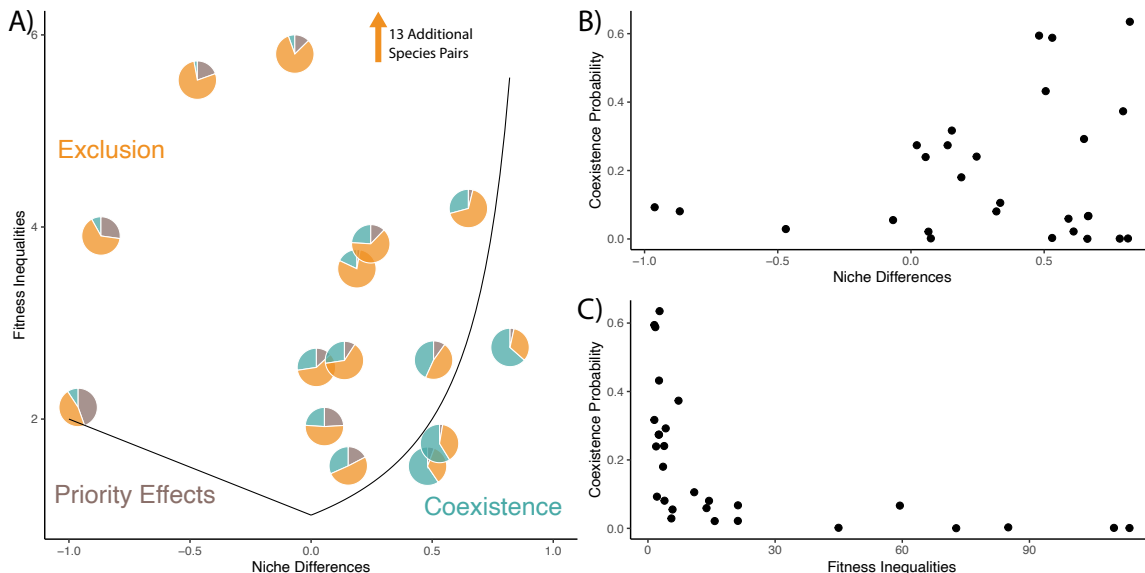 A)
13 Additional
Species Pairs
Exclusion
Priority Effects
Coexistence
6
4
2
Fitness Inequalities
−1.0
−0.5
0.0
0.5
1.0
Niche Differences
B)
0.6
0.4
0.2
0.0
Coexistence Probability
−1.0
−0.5
0.0
0.5
Niche Differences
C)
0.6
0.4
0.2
0.0
Coexistence Probability
0
30
60
90
Fitness Inequalities